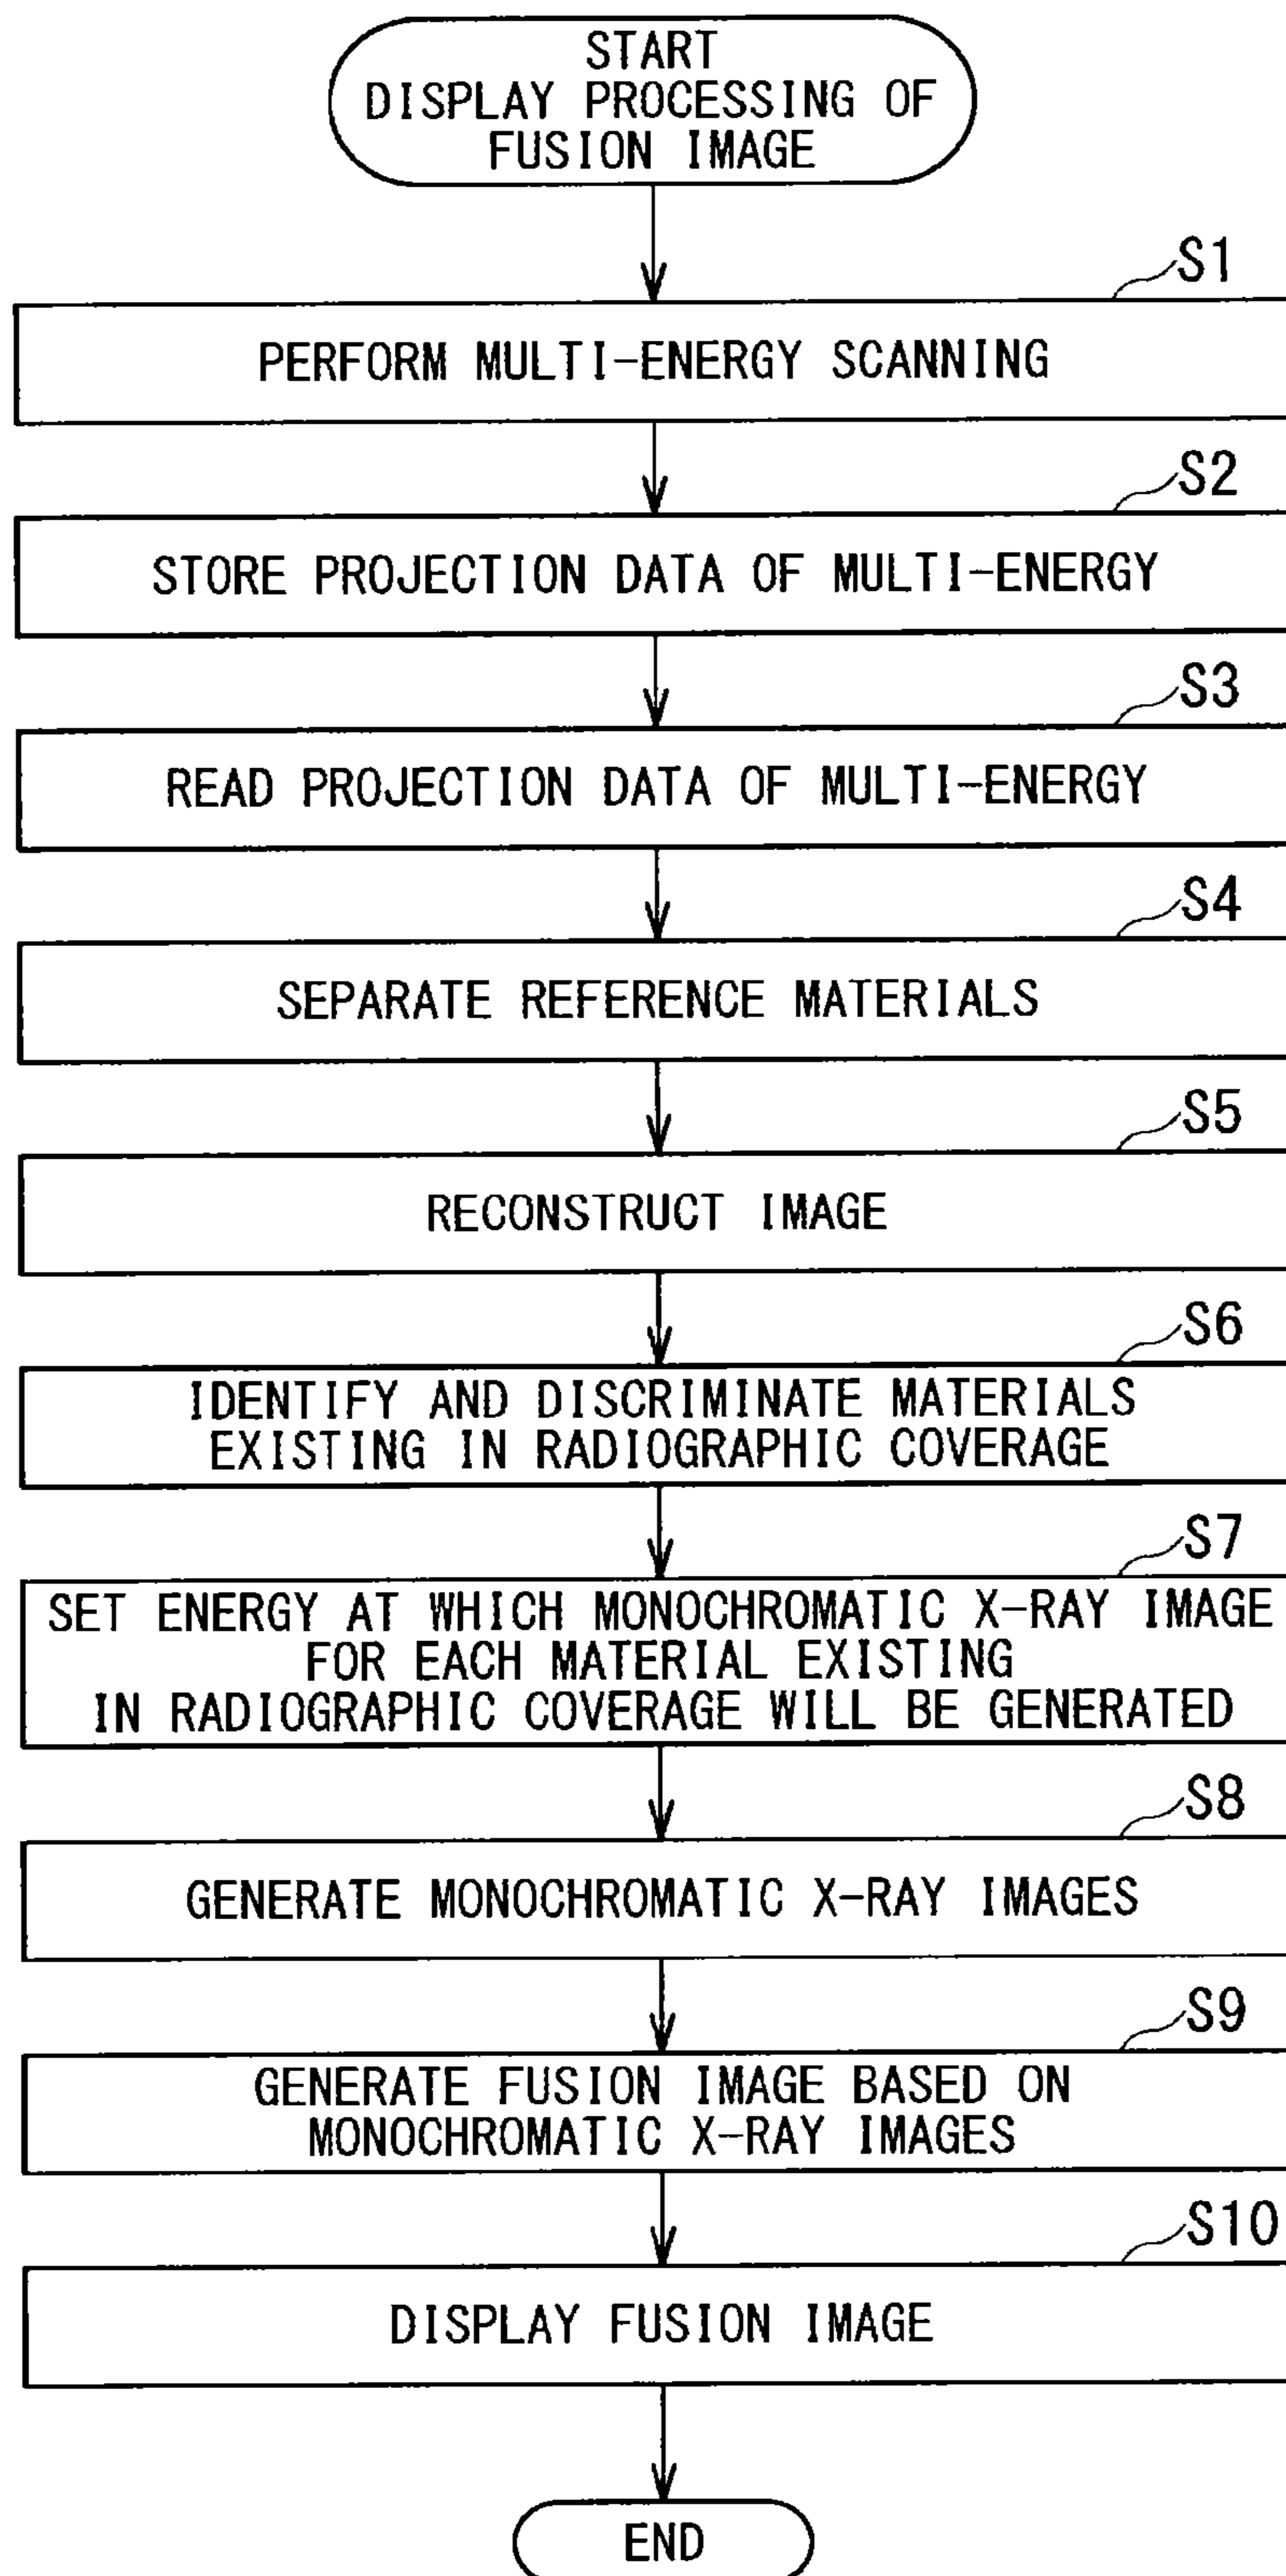 START
DISPLAY PROCESSING OF
FUSION IMAGE
S1
PERFORM MULTI-ENERGY SCANNING
S2
STORE PROJECTION DATA OF MULTI-ENERGY
S3
READ PROJECTION DATA OF MULTI-ENERGY
S4
SEPARATE REFERENCE MATERIALS
S5
RECONSTRUCT IMAGE
S6
IDENTIFY AND DISCRIMINATE MATERIALS
EXISTING IN RADIOGRAPHIC COVERAGE
S7
SET ENERGY AT WHICH MONOCHROMATIC X-RAY IMAGE
FOR EACH MATERIAL EXISTING
IN RADIOGRAPHIC COVERAGE WILL BE GENERATED
S8
GENERATE MONOCHROMATIC X-RAY IMAGES
S9
GENERATE FUSION IMAGE BASED ON
MONOCHROMATIC X-RAY IMAGES
S10
DISPLAY FUSION IMAGE
END